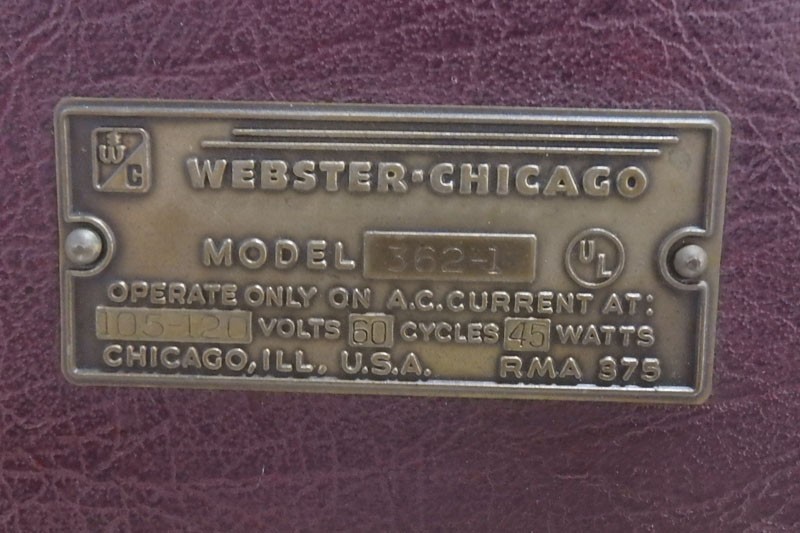 W C
WEBSTER-CHICAGO
MODEL 362-1 UL
OPERATE ONLY ON A.C. CURRENT AT:
105-120 VOLTS 60 CYCLES 45 WATTS
CHICAGO, ILL. U.S.A. RMA 375